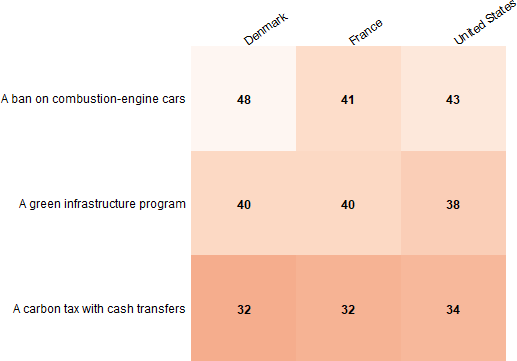 Denmark France United States
A ban on combustion-engine cars 48 41 43
A green infrastructure program 40 40 38
A carbon tax with cash transfers 32 32 34